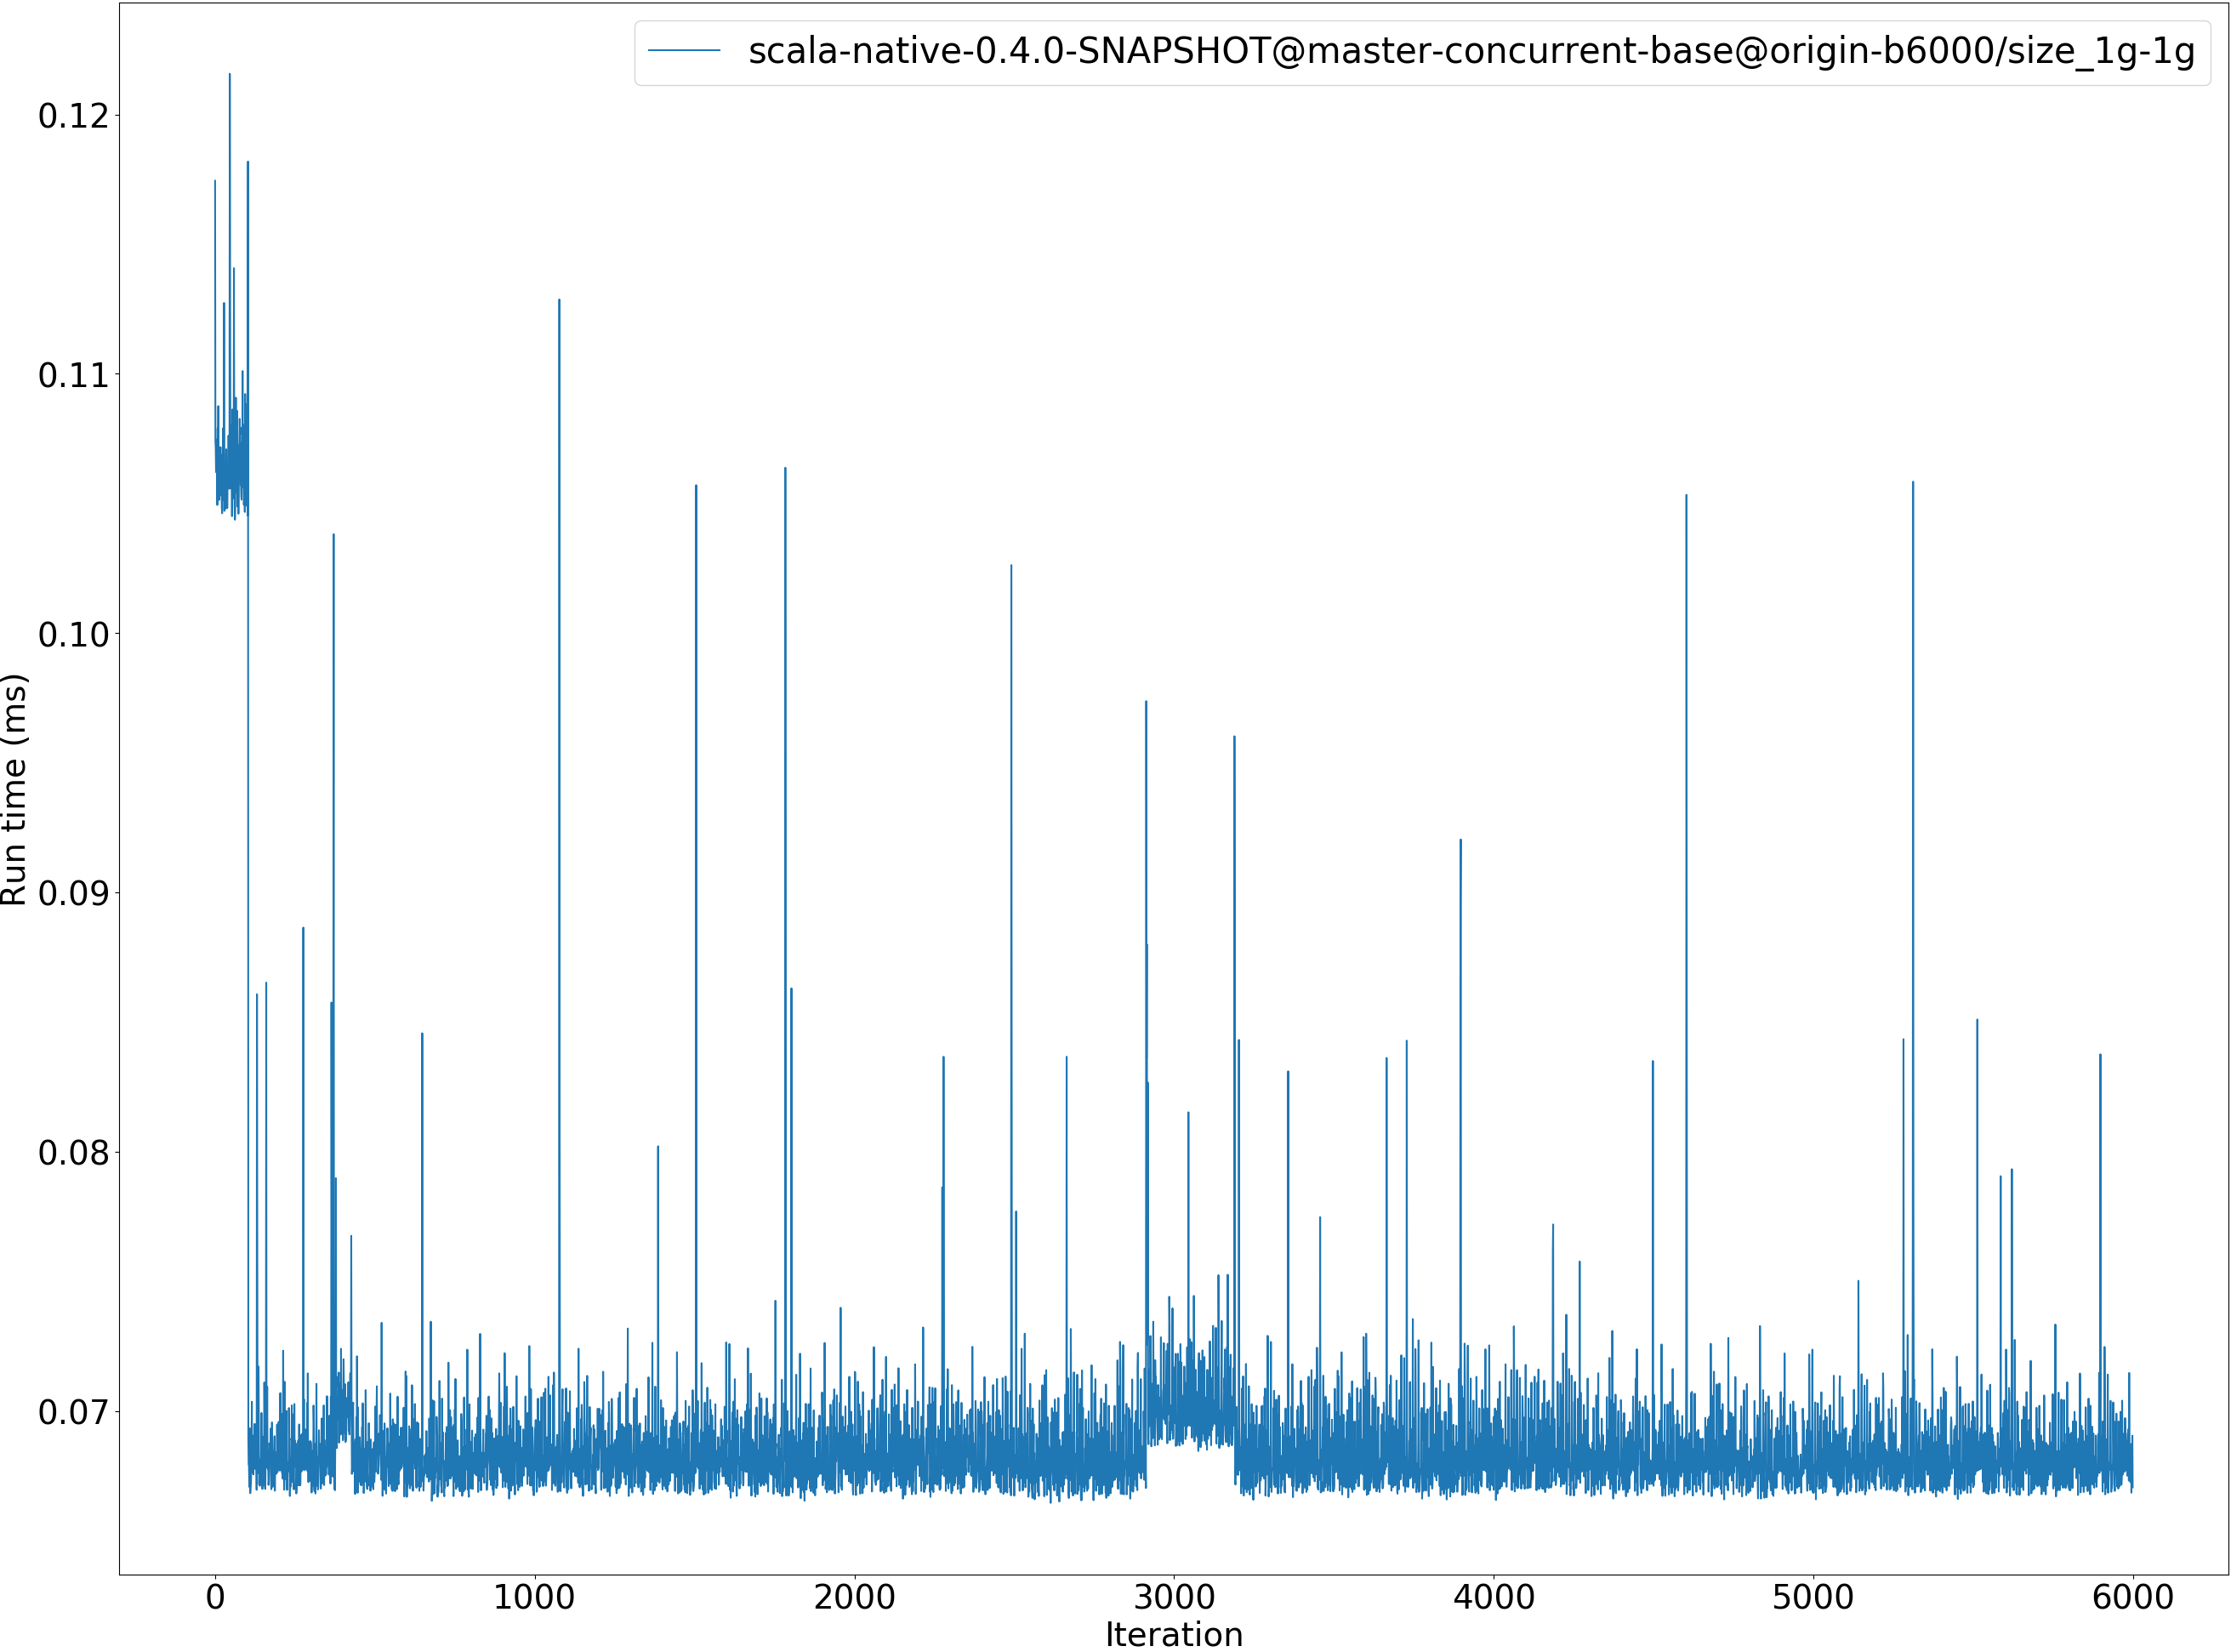 scala-native-0.4.0-SNAPSHOT@master-concurrent-base@origin-b6000/size_1g-1g
0.12
0.11
0.10
0.09
0.08
0.07
Run time (ms)
0 1000 2000 3000 4000 5000 6000
Iteration